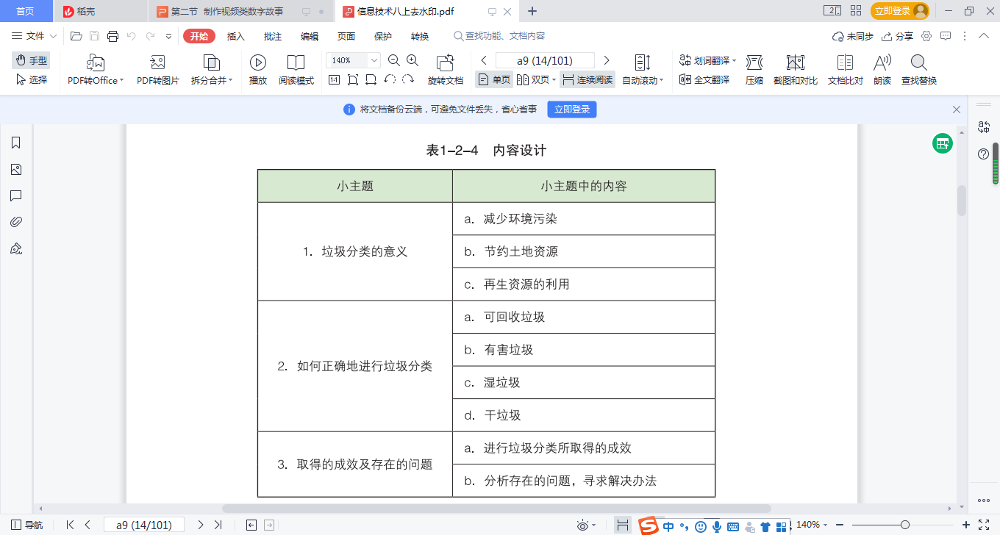 首页
稻壳
第二节 制作视频类数字故事
信息技术八上去水印.pdf
2
立即登录
文件
开始
插入
批注
编辑
页面
保护
转换
查找功能、文档内容
未同步
分享
手型
选择
PDF转Office
PDF转图片
拆分合并
播放
阅读模式
140%
1:1
旋转文档
a9 (14/101)
单页
双页
连续阅读
自动滚动
划词翻译
全文翻译
压缩
截图和对比
文档比对
朗读
查找替换
将文档备份云端，可避免文件丢失，省心省事
立即登录
表1-2-4 内容设计
小主题
小主题中的内容
1. 垃圾分类的意义
a. 减少环境污染
b. 节约土地资源
c. 再生资源的利用
2. 如何正确地进行垃圾分类
a. 可回收垃圾
b. 有害垃圾
c. 湿垃圾
d. 干垃圾
3. 取得的成效及存在的问题
a. 进行垃圾分类所取得的成效
b. 分析存在的问题，寻求解决办法
导航
a9 (14/101)
中
140%